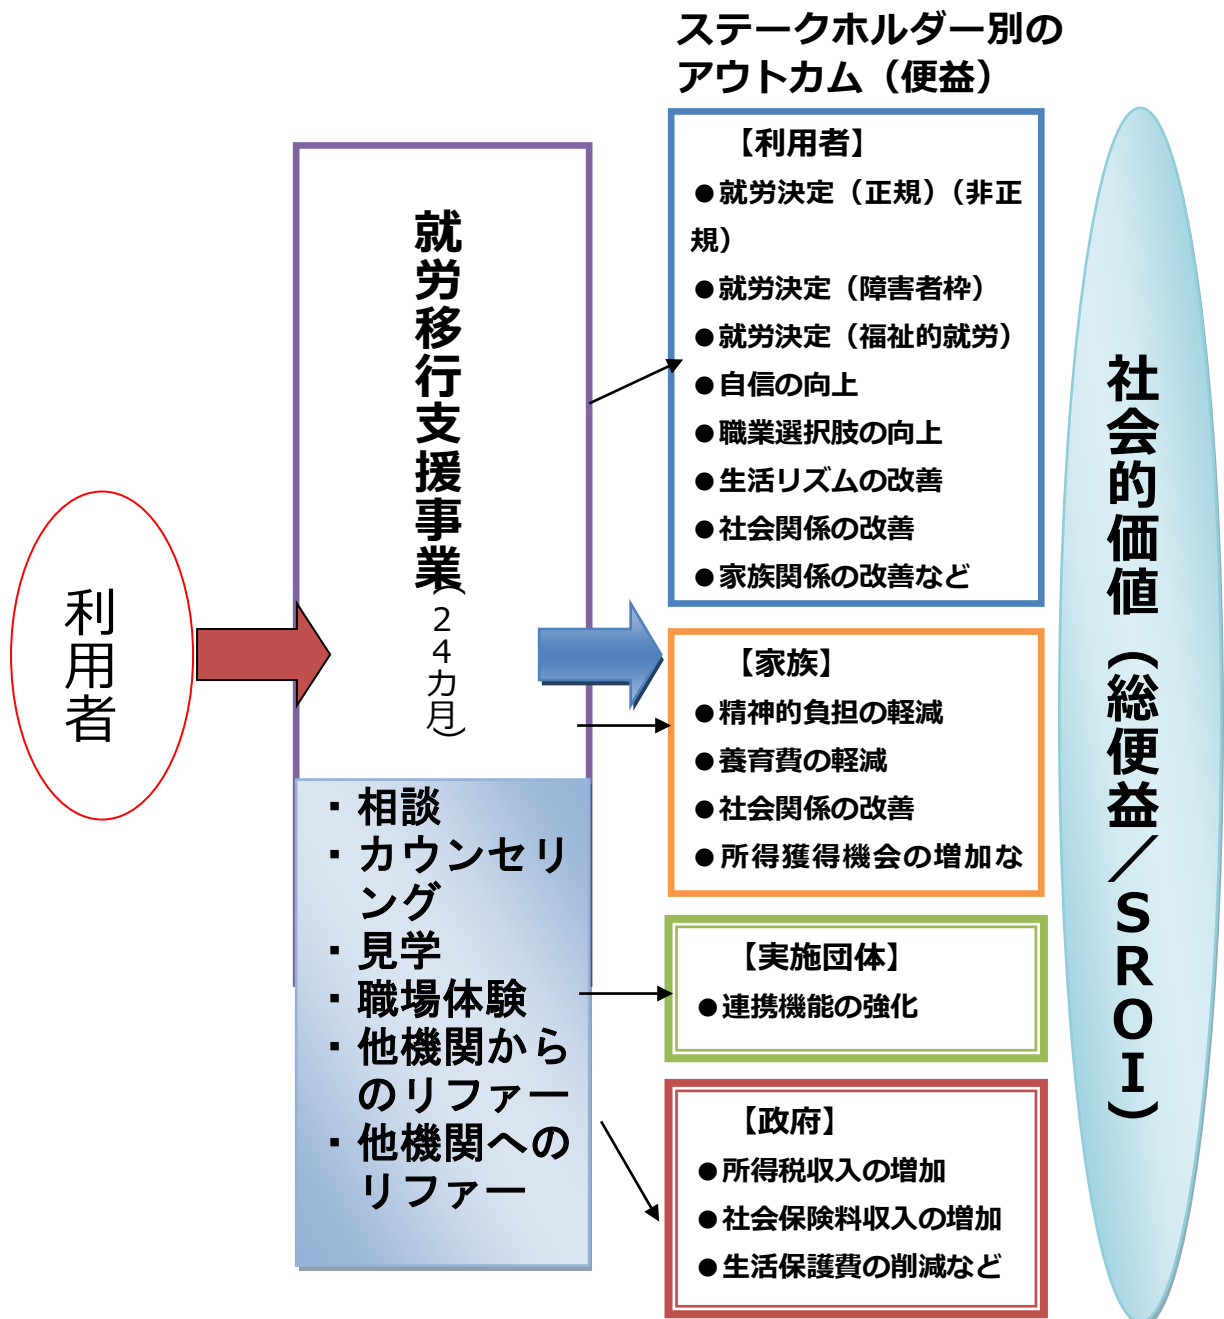 ステークホルダー別の
アウトカム（便益）
利用者
就労移行支援事業（２４カ月）
・相談
・カウンセリ
ング
・見学
・職場体験
・他機関から
のリファー
・他機関への
リファー
【利用者】
●就労決定（正規）（非正
規）
●就労決定（障害者枠）
●就労決定（福祉的就労）
●自信の向上
●職業選択肢の向上
●生活リズムの改善
●社会関係の改善
●家族関係の改善など
【家族】
●精神的負担の軽減
●養育費の軽減
●社会関係の改善
●所得獲得機会の増加な
【実施団体】
●連携機能の強化
【政府】
●所得税収入の増加
●社会保険料収入の増加
●生活保護費の削減など
社会的価値（総便益／ＳＲＯＩ）